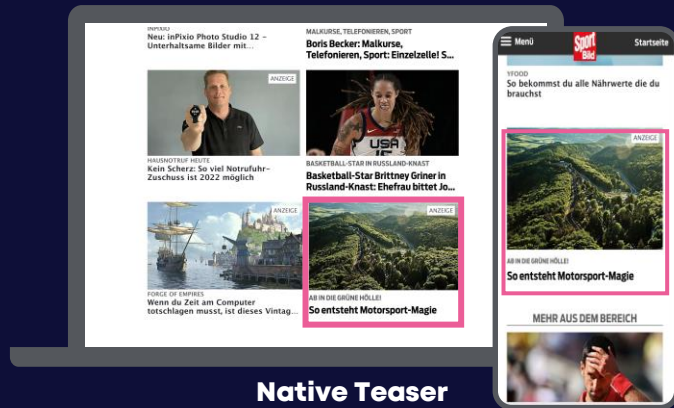 INPIXIO
Neu: inPixio Photo Studio 12 –
Unterhaltsame Bilder mit...
MALKURSE, TELEFONIEREN, SPORT
Boris Becker: Malkurse,
Telefonieren, Sport: Einzelzelle! S...
ANZEIGE
HAUSNOTRUF HEUTE
Kein Scherz: So viel Notrufuhr-
Zuschuss ist 2022 möglich
USA
BASKETBALL-STAR IN RUSSLAND-KNAST
Basketball-Star Brittney Griner in
Russland-Knast: Ehefrau bittet Jo...
ANZEIGE
FORGE OF EMPIRES
Wenn du Zeit am Computer
totschlagen musst, ist dieses Vintag...
ANZEIGE
AB IN DIE GRÜNE HÖLLE!
So entsteht Motorsport-Magie
Menü
Sport
Bild
Startseite
YFOOD
So bekommst du alle Nährwerte die du
brauchst
ANZEIGE
AB IN DIE GRÜNE HÖLLE!
So entsteht Motorsport-Magie
MEHR AUS DEM BEREICH
Native Teaser